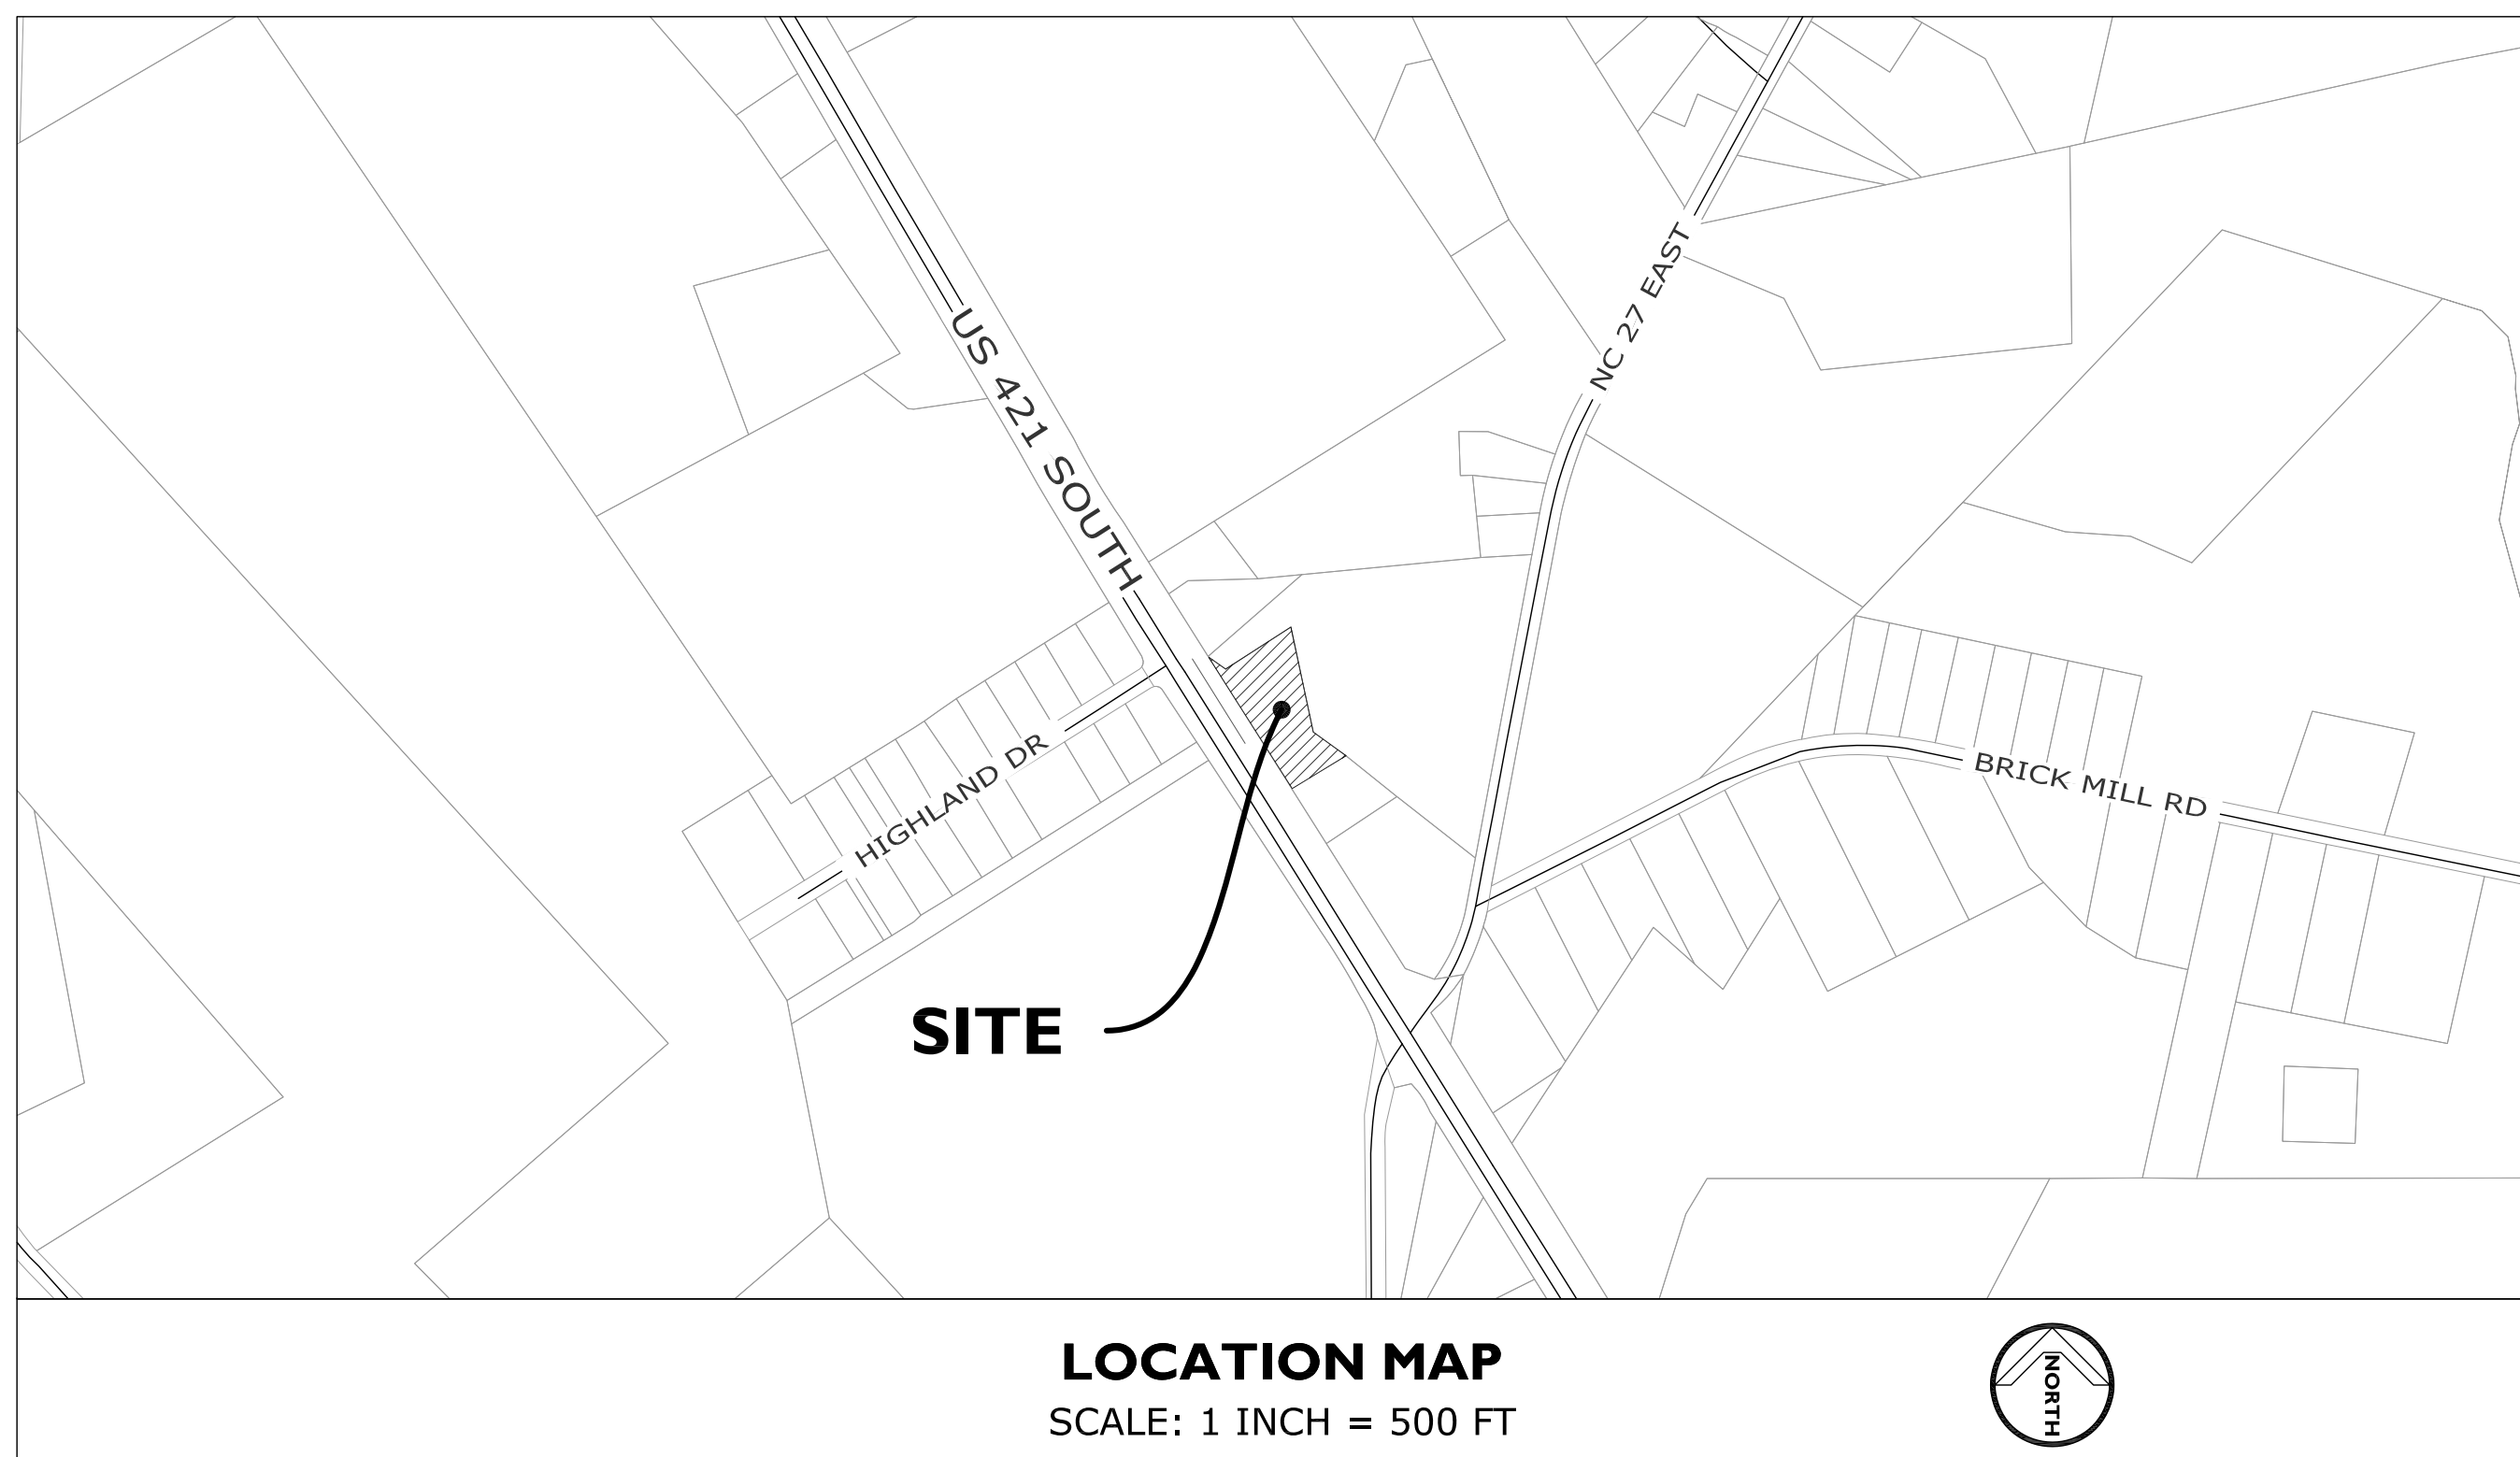 NC 27 EAST
US 421 SOUTH
HIGHLAND DR
BRICK MILL RD
SITE
LOCATION MAP
SCALE: 1 INCH = 500 FT
NORTH